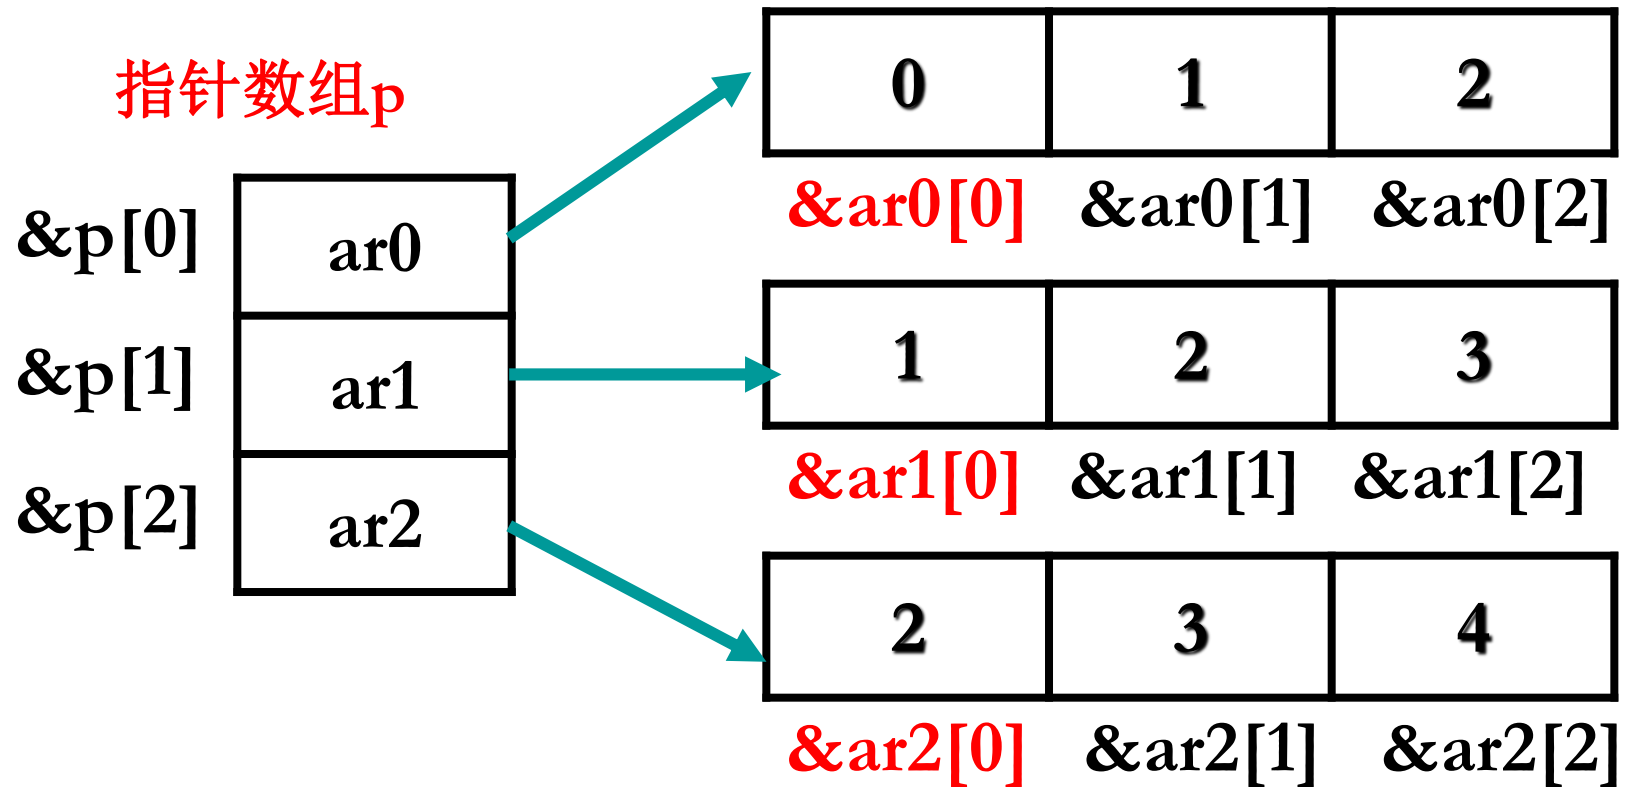 指针数组p
&p[0]
ar0
&p[1]
ar1
&p[2]
ar2
0 1 2
&ar0[0] &ar0[1] &ar0[2]
1 2 3
&ar1[0] &ar1[1] &ar1[2]
2 3 4
&ar2[0] &ar2[1] &ar2[2]